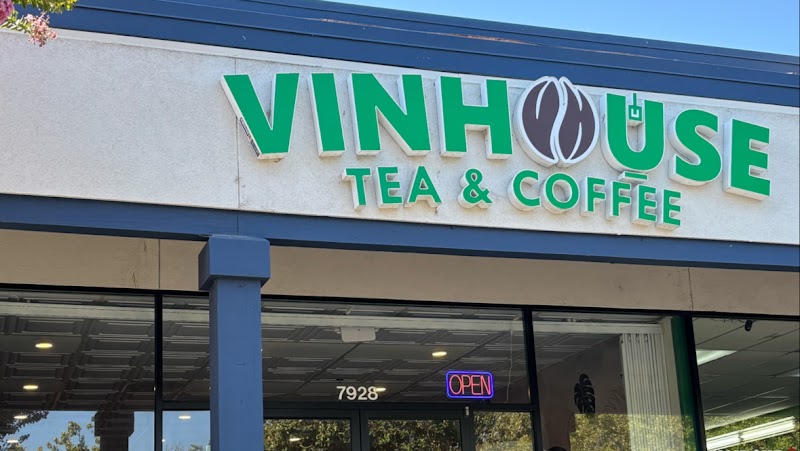 VINHOUSE
TEA & COFFEE
7928
OPEN